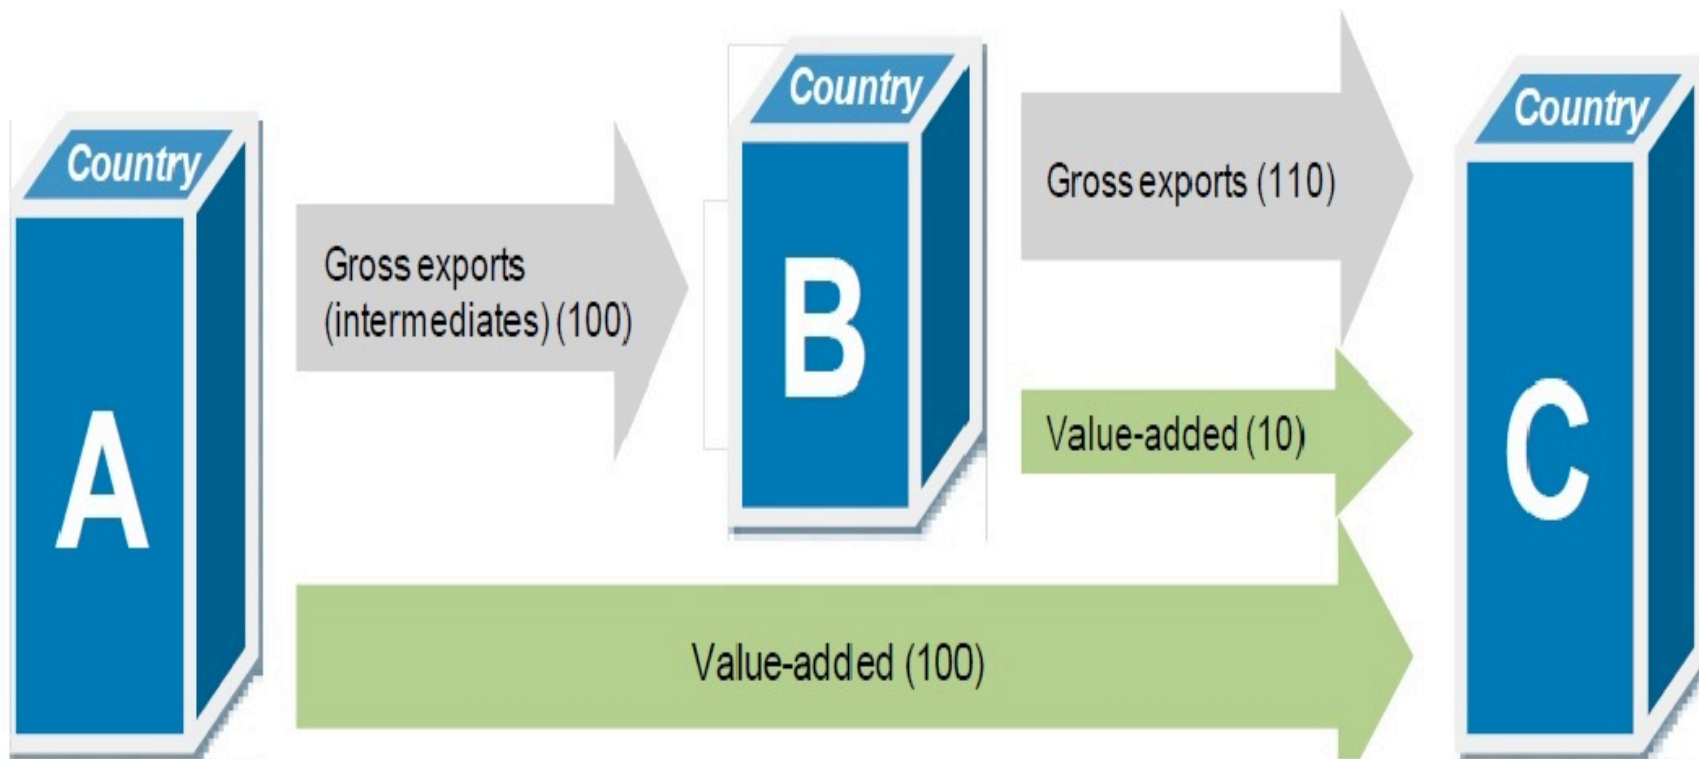 Country
A
Gross exports
(intermediates) (100)
Country
B
Gross exports (110)
Value-added (10)
Value-added (100)
Country
C